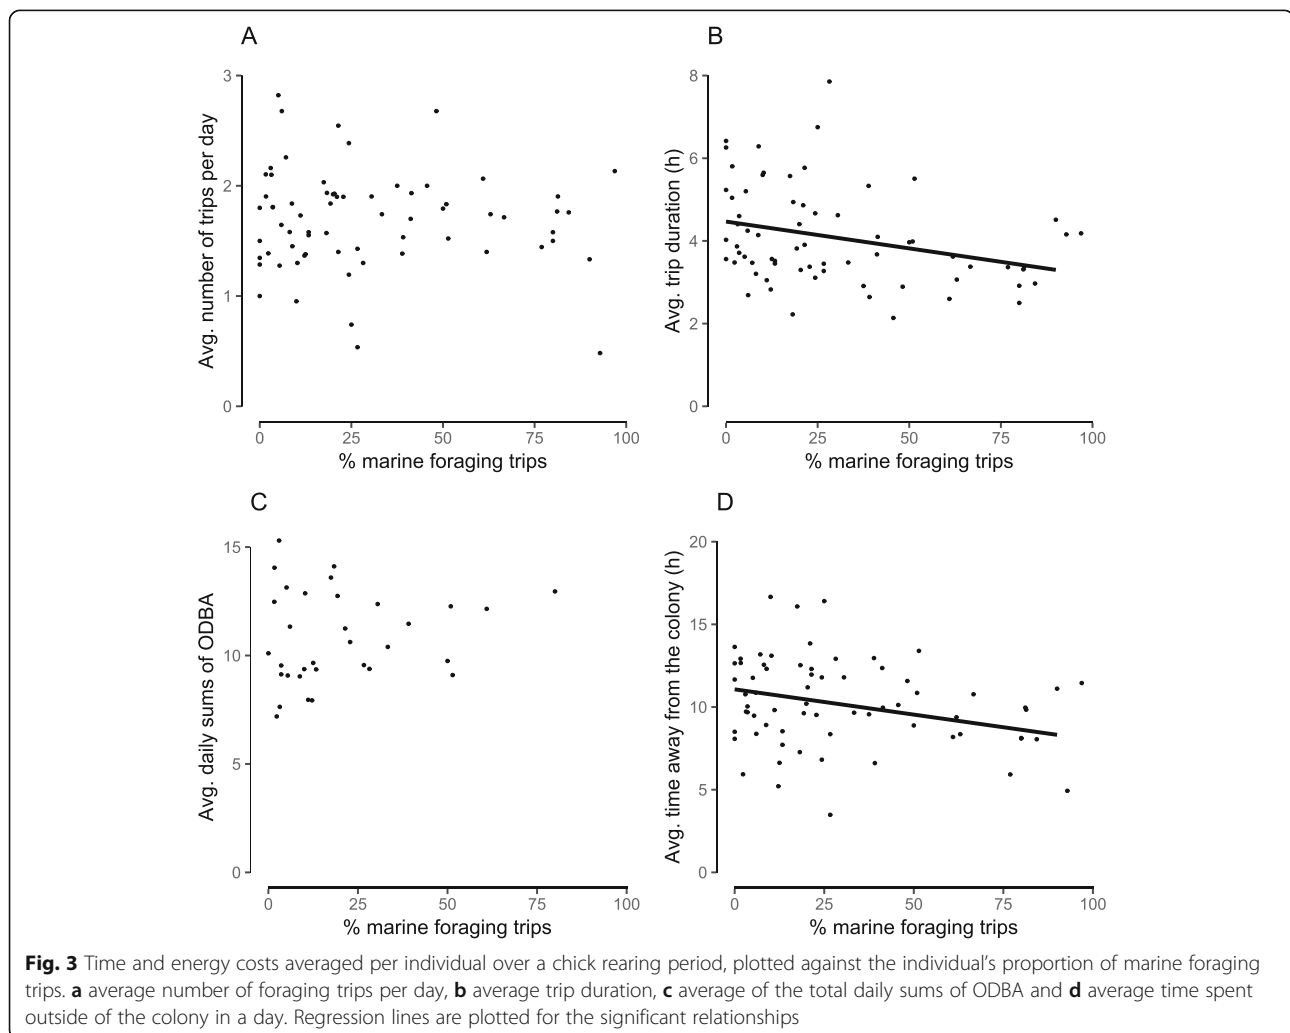 A
B
3
2
1
0
Avg. number of trips per day
0 25 50 75 100
% marine foraging trips
8
6
4
2
0
Avg. trip duration (h)
0 25 50 75 100
% marine foraging trips
C
D
15
10
5
0
Avg. daily sums of ODBA
0 25 50 75 100
% marine foraging trips
20
15
10
5
0
Avg. time away from the colony (h)
0 25 50 75 100
% marine foraging trips
Fig. 3 Time and energy costs averaged per individual over a chick rearing period, plotted against the individual's proportion of marine foraging
trips. a average number of foraging trips per day, b average trip duration, c average of the total daily sums of ODBA and d average time spent
outside of the colony in a day. Regression lines are plotted for the significant relationships